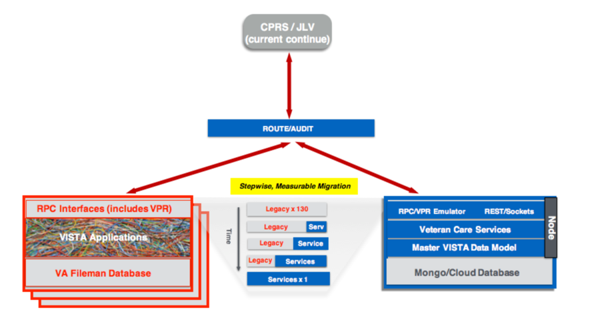 CPRS / JLV
(current continue)
ROUTE/AUDIT
Stepwise, Measurable Migration
RPC Interfaces (includes VPR)
VISTA Applications
VA Fileman Database
Time
Legacy x 130
Legacy Serv
Legacy Service
Legacy Services
Services x 1
RPC/VPR Emulator REST/Sockets
Veteran Care Services
Master VISTA Data Model
Mongo/Cloud Database
Node